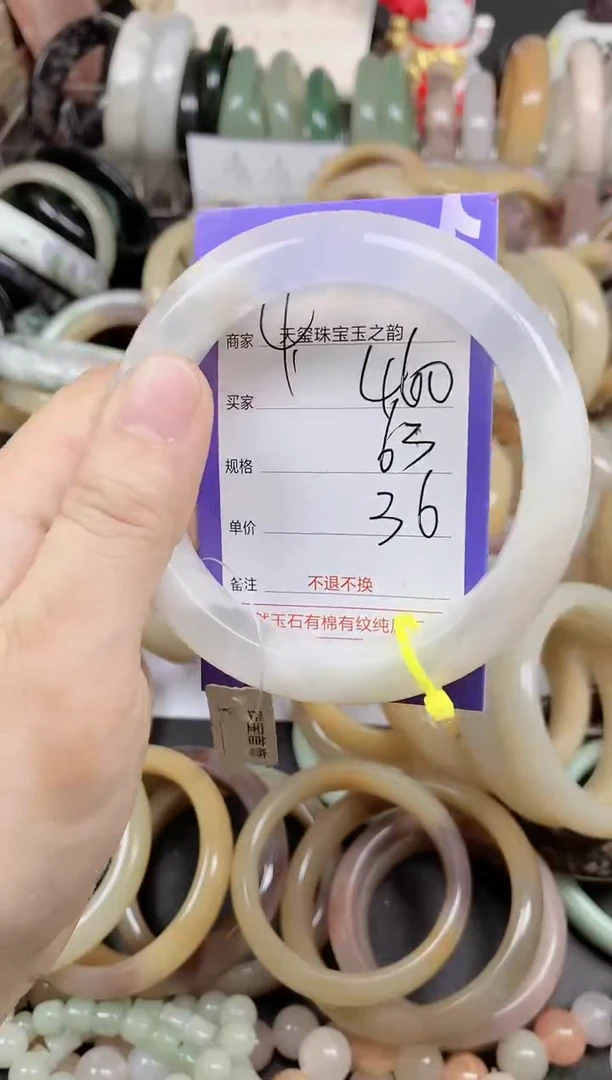 商家 天玺珠宝玉之韵
4
买家 460
规格 63
单价 36
备注 不退不换
玉石有棉有纹纯